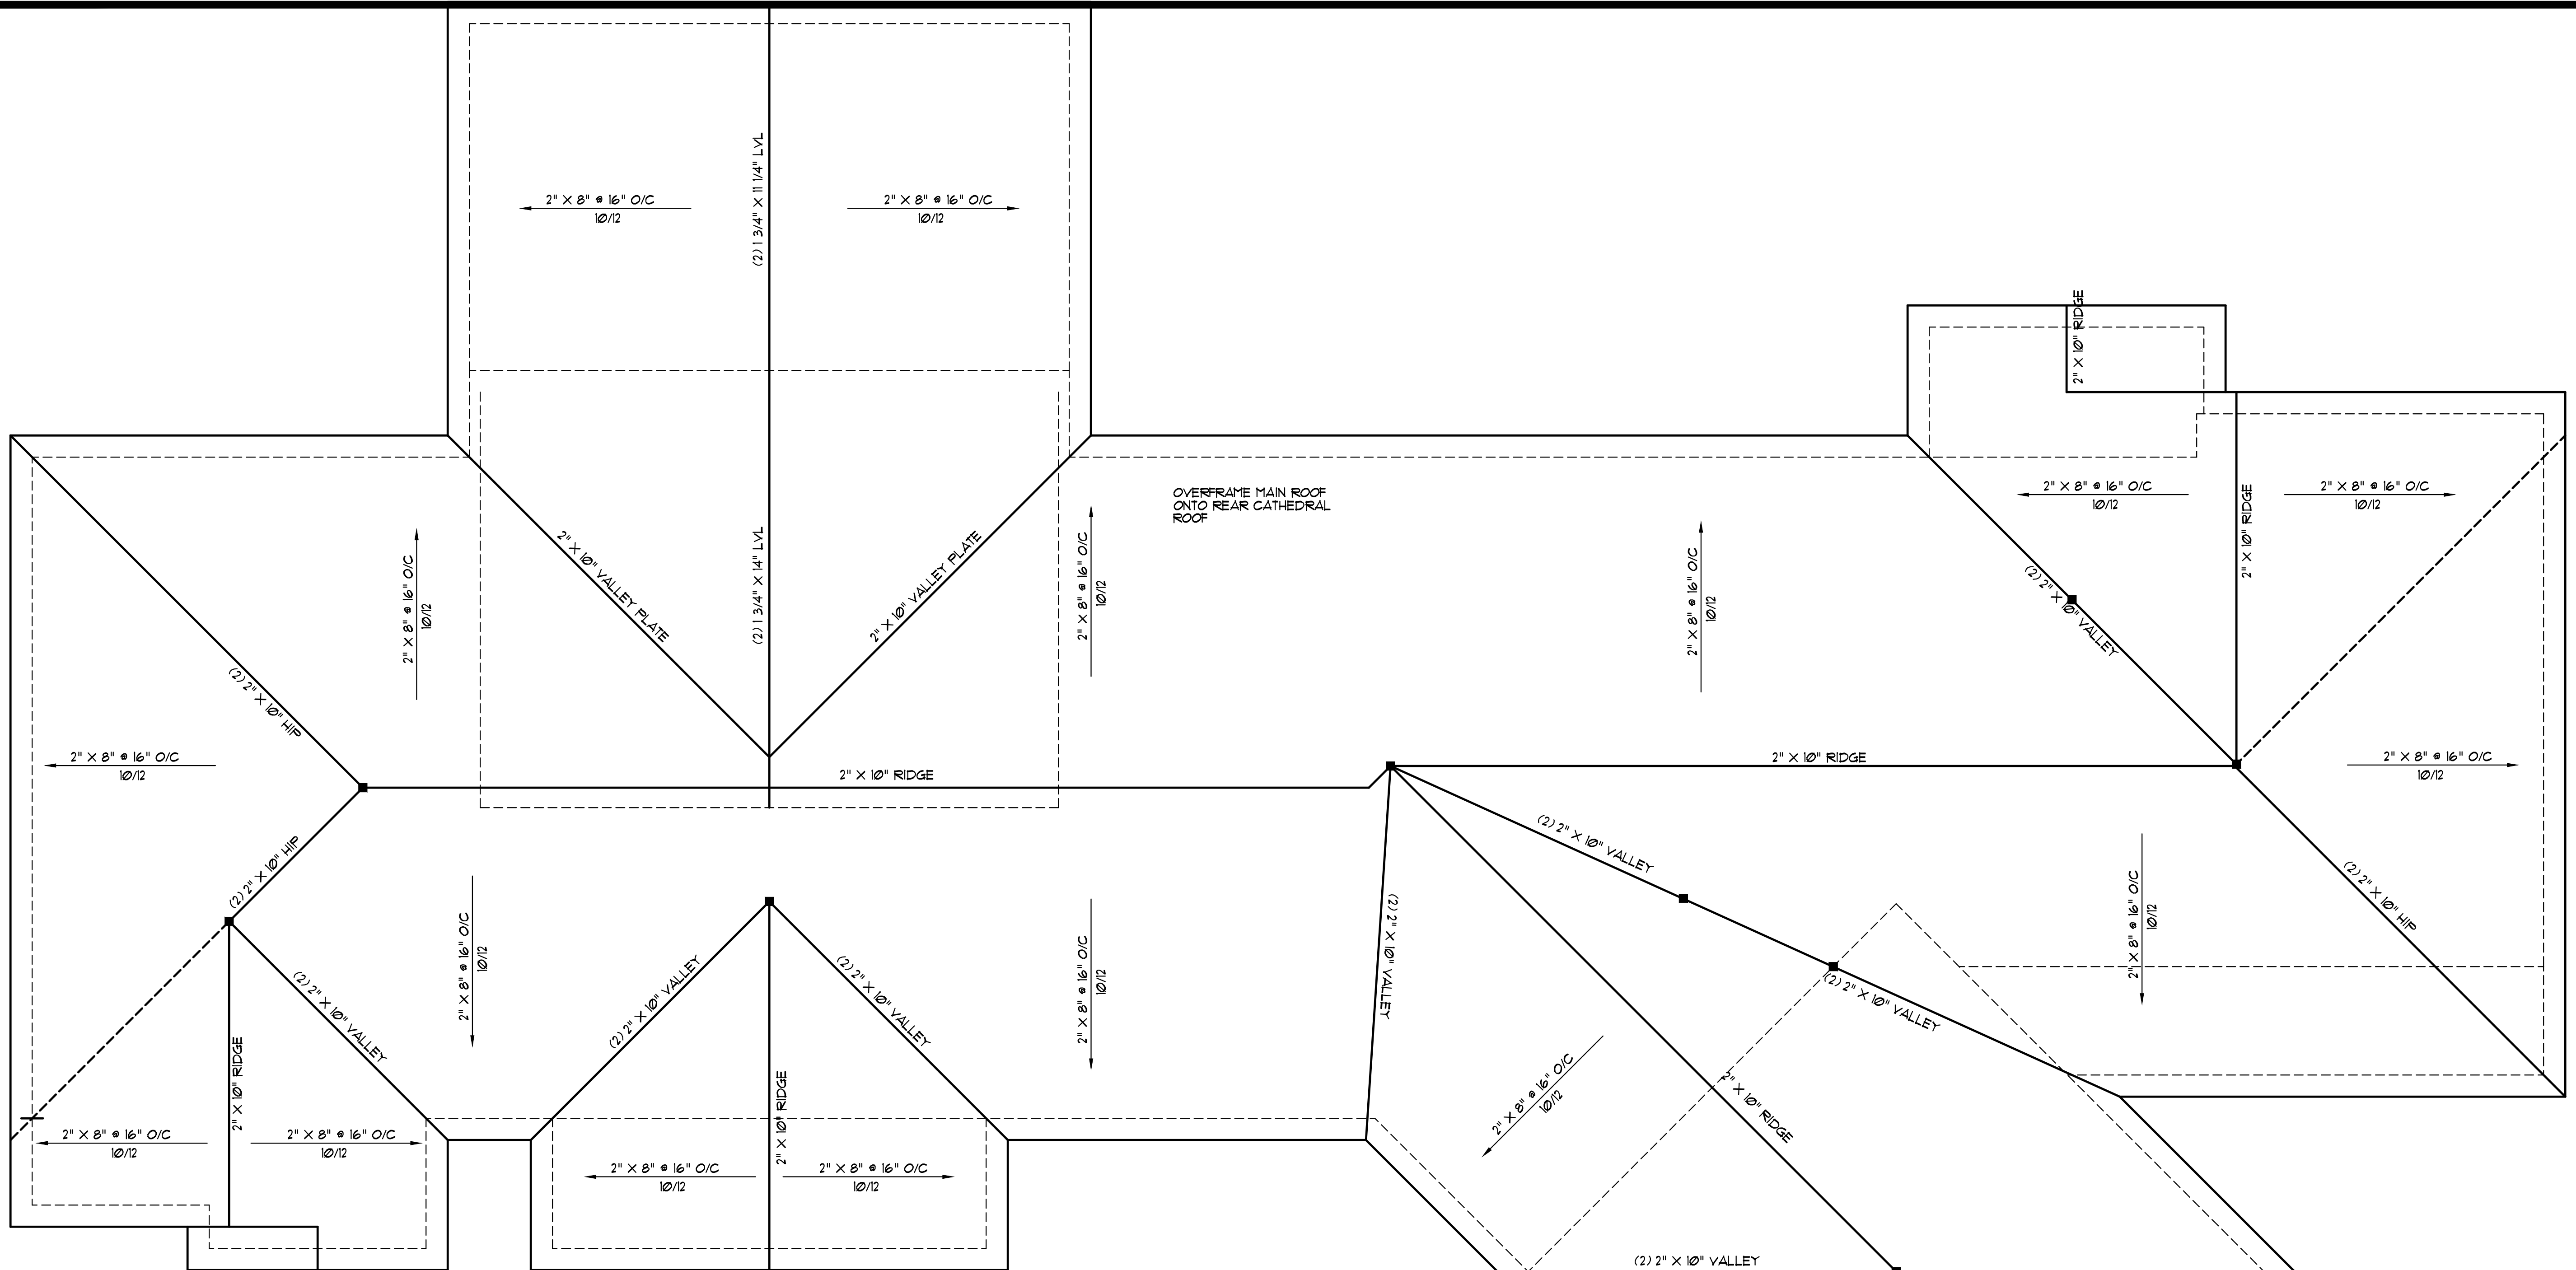 (2) 1 3/4" X 11 1/4" LVL
2" X 8" @ 16" O/C
10/12
2" X 8" @ 16" O/C
10/12
2" X 10" RIDGE
OVERFRAME MAIN ROOF
ONTO REAR CATHEDRAL
ROOF
2" X 8" @ 16" O/C
10/12
2" X 8" @ 16" O/C
10/12
2" X 10" RIDGE
2" X 8" @ 16" O/C
10/12
2" X 10" VALLEY PLATE
(2) 1 3/4" X 14" LVL
2" X 10" VALLEY PLATE
2" X 8" @ 16" O/C
10/12
2" X 8" @ 16" O/C
10/12
(2) 2" X 10" VALLEY
(2) 2" X 10" HIP
2" X 8" @ 16" O/C
10/12
2" X 10" RIDGE
2" X 10" RIDGE
2" X 8" @ 16" O/C
10/12
(2) 2" X 10" HIP
(2) 2" X 10" VALLEY
(2) 2" X 10" HIP
2" X 8" @ 16" O/C
10/12
2" X 8" @ 16" O/C
10/12
2" X 8" @ 16" O/C
10/12
(2) 2" X 10" VALLEY
(2) 2" X 10" VALLEY
(2) 2" X 10" VALLEY
(2) 2" X 10" VALLEY
(2) 2" X 10" VALLEY
2" X 10" RIDGE
2" X 10" RIDGE
2" X 8" @ 16" O/C
10/12
2" X 10" RIDGE
2" X 8" @ 16" O/C
10/12
2" X 8" @ 16" O/C
10/12
2" X 8" @ 16" O/C
10/12
2" X 8" @ 16" O/C
10/12
(2) 2" X 10" VALLEY